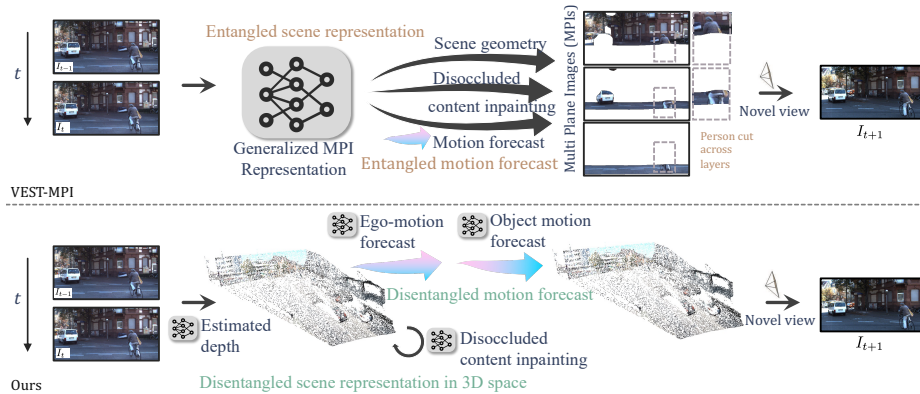 Entangled scene representation
t
I_{t-1}
I_t
Generalized MPI
Representation
Scene geometry
Disoccluded
content inpainting
Motion forecast
Entangled motion forecast
Multi Plane Images (MPIs)
Person cut
across
layers
Novel view
I_{t+1}
VEST-MPI
t
I_{t-1}
I_t
Estimated
depth
Ego-motion
forecast
Object motion
forecast
Disentangled motion forecast
Disoccluded
content inpainting
Disentangled scene representation in 3D space
Novel view
I_{t+1}
Ours